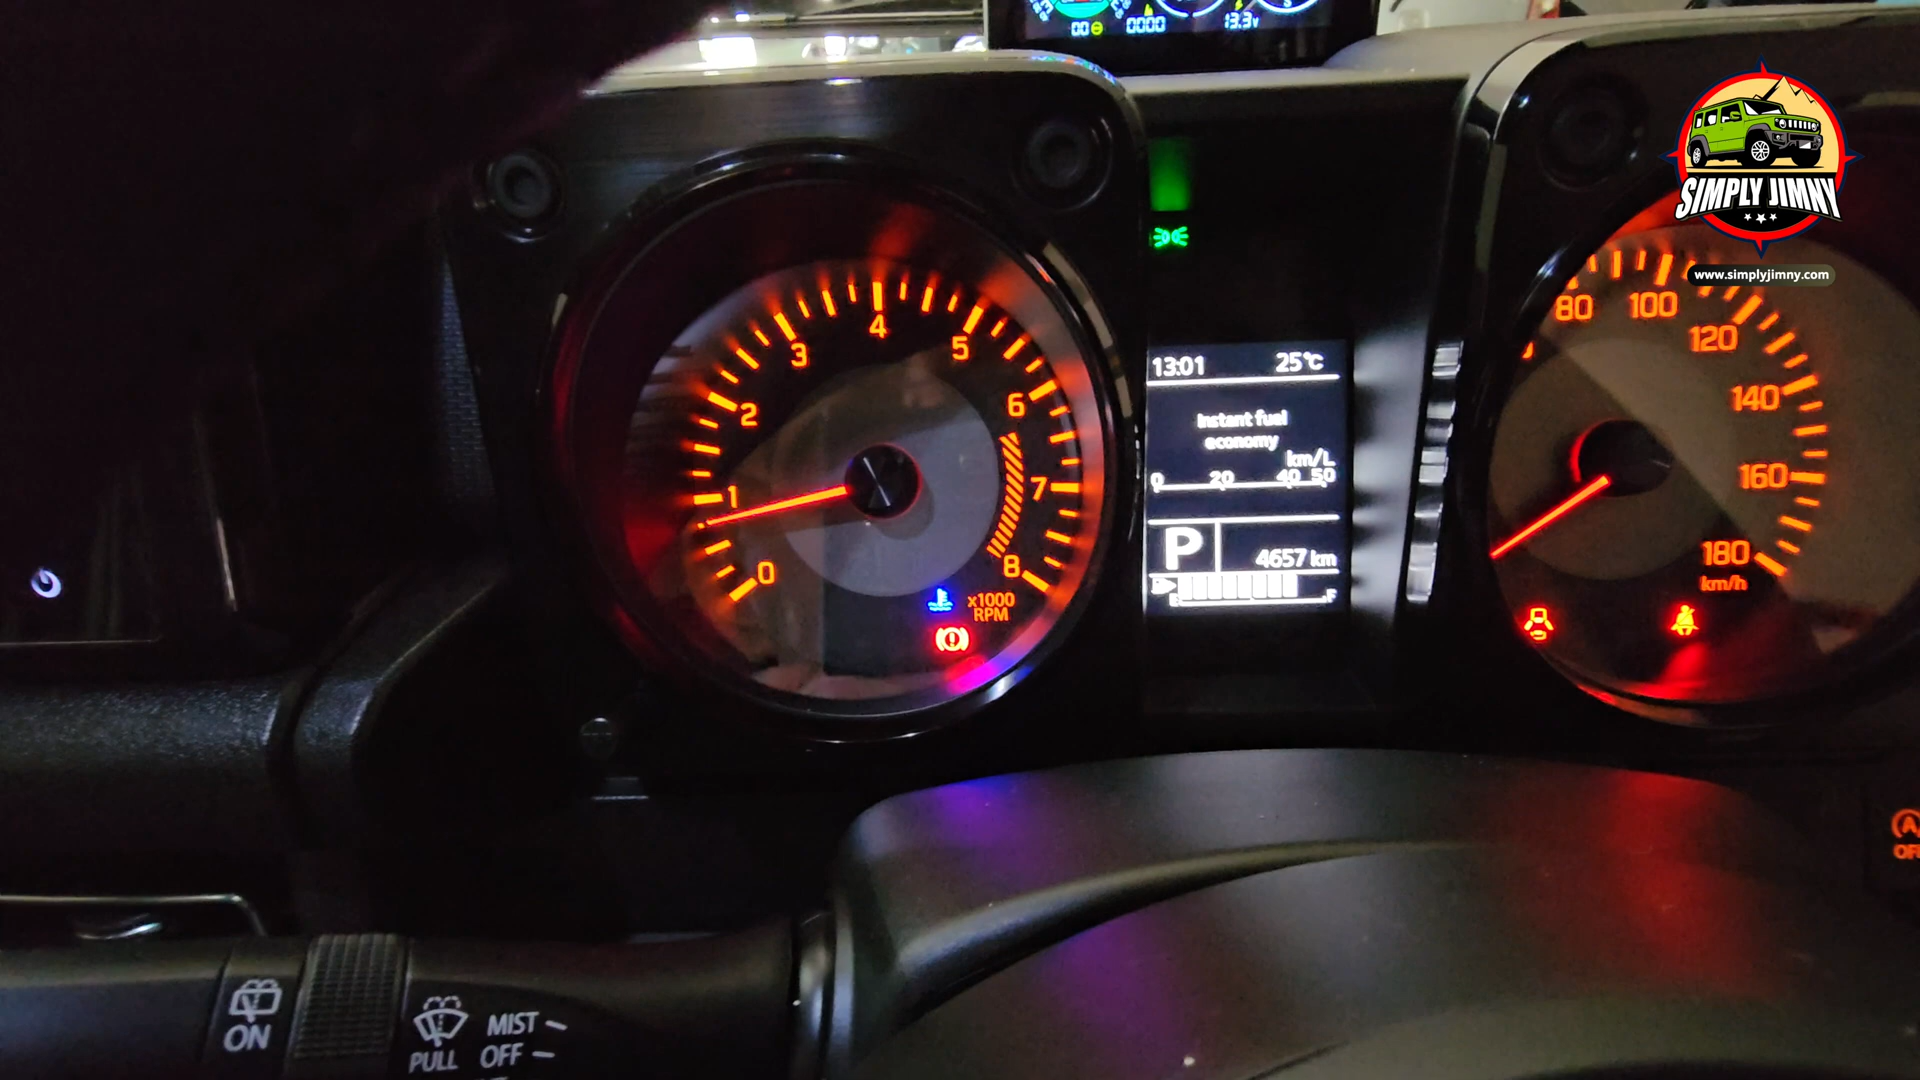 00
0000
13.3v
SIMPLY JIMNY
www.simplyjimny.com
0
1
2
3
4
5
6
7
8
x1000
RPM
13:01 25°C
Instant fuel
economy
km/L
0 20 40 50
P
4657 km
E F
80
100
120
140
160
180
km/h
A
OFF
ON
PULL
MIST
OFF